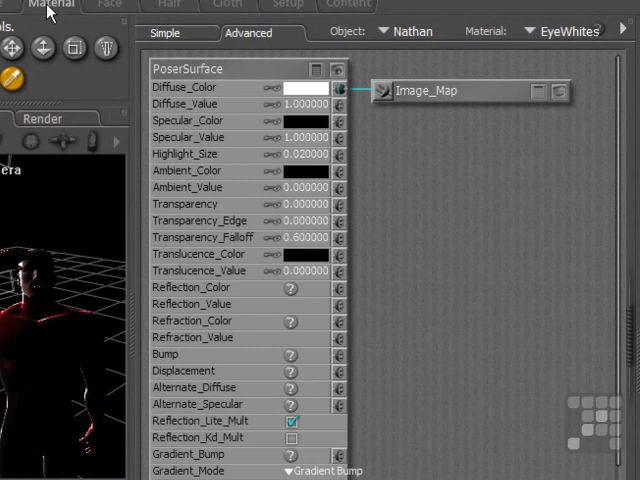 Material Face Hair Cloth Setup Content
ols.
Simple Advanced Object: Nathan Material: EyeWhites
Render
era
PoserSurface
Image_Map
Diffuse_Color
Diffuse_Value 1.000000
Specular_Color
Specular_Value 1.000000
Highlight_Size 0.020000
Ambient_Color
Ambient_Value 0.000000
Transparency 0.000000
Transparency_Edge 0.000000
Transparency_Falloff 0.600000
Translucence_Color
Translucence_Value 0.000000
Reflection_Color ?
Reflection_Value
Refraction_Color ?
Refraction_Value
Bump ?
Displacement ?
Alternate_Diffuse ?
Alternate_Specular ?
Reflection_Lite_Mult
Reflection_Kd_Mult
Gradient_Bump ?
Gradient_Mode Gradient Bump